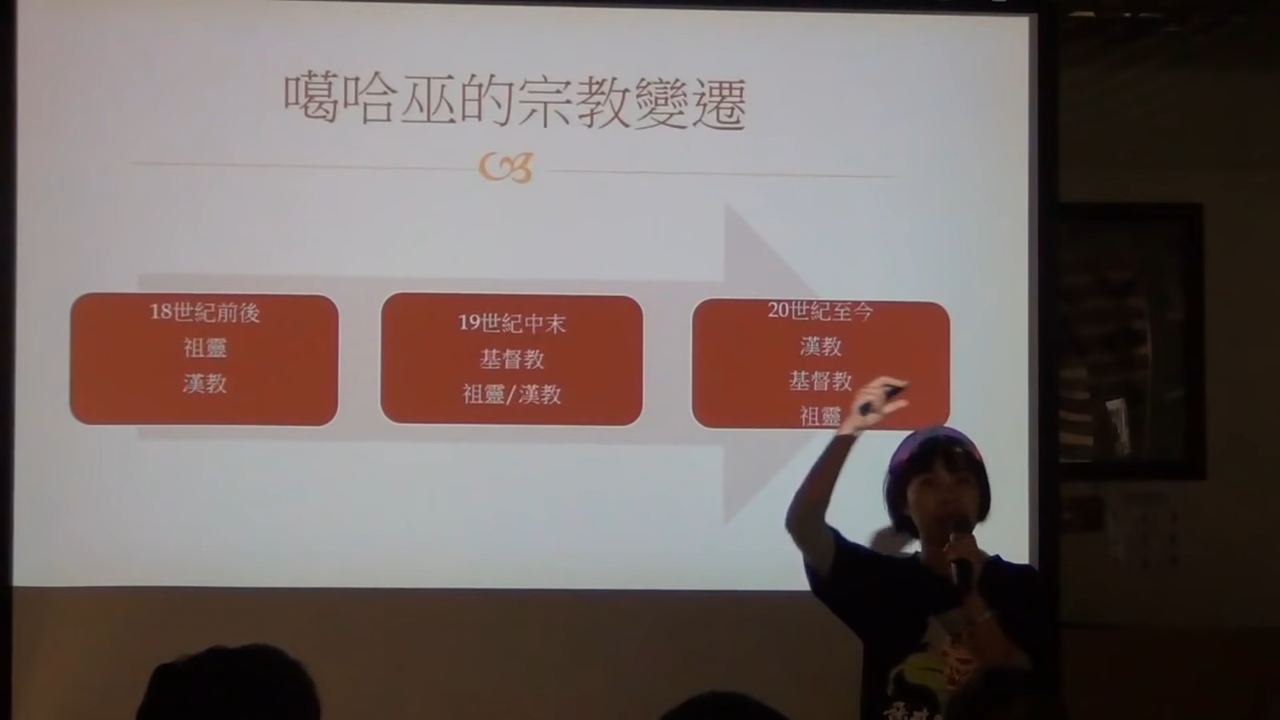 噶哈巫的宗教變遷
18世紀前後
祖靈
漢教
19世紀中末
基督教
祖靈/漢教
20世紀至今
漢教
基督教
祖靈